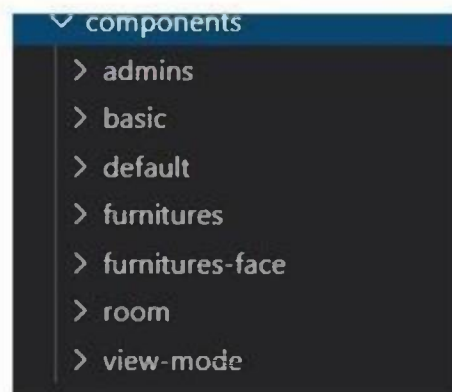 components
admins
basic
default
furnitures
furnitures-face
room
view-mode